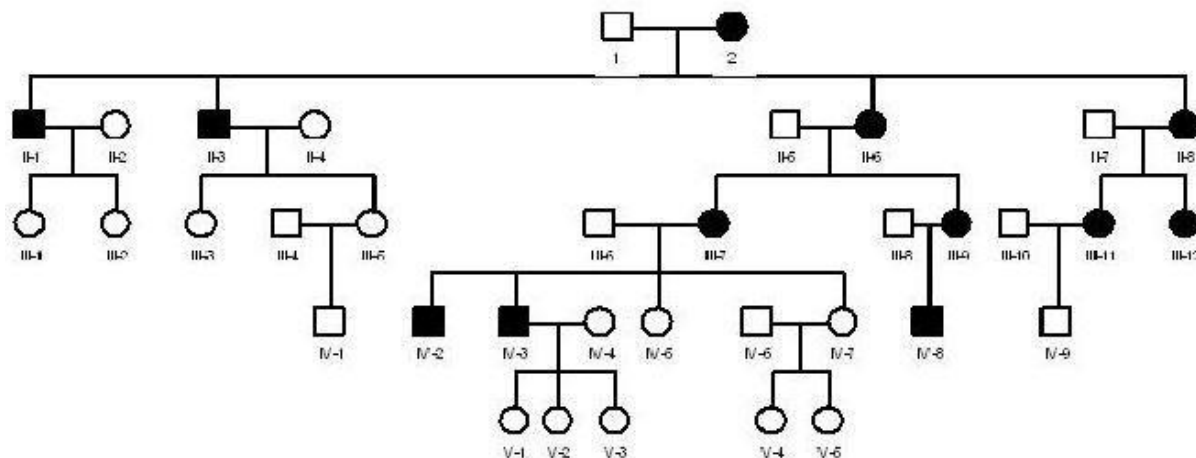 1 2
II-1 II-2 II-3 II-4 II-5 II-6 II-7 II-8
III-1 III-2 III-3 III-4 III-5 III-6 III-7 III-8 III-9 III-10 III-11 III-12
IV-1 IV-2 IV-3 IV-4 IV-5 IV-6 IV-7 IV-8 IV-9
V-1 V-2 V-3 V-4 V-5